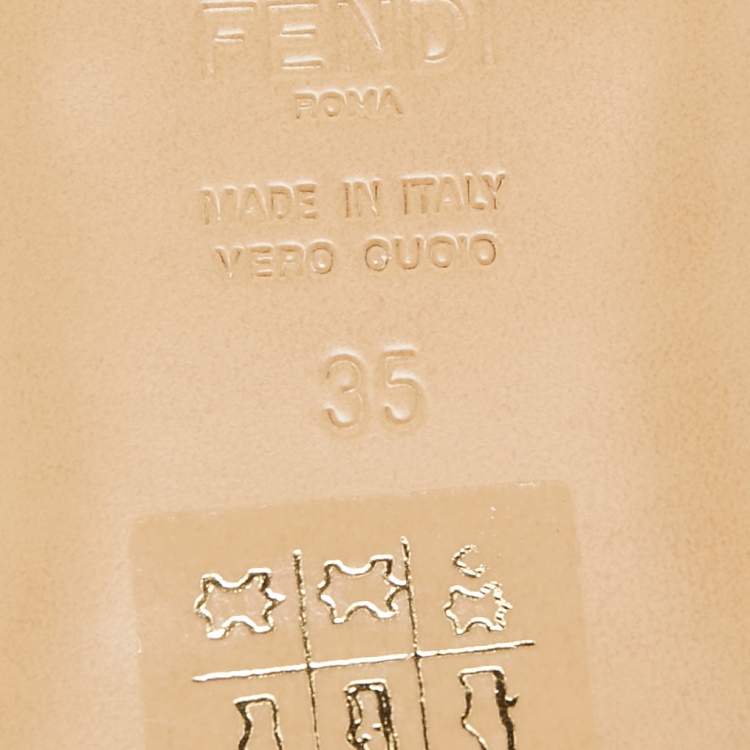 FENDI
ROMA
MADE IN ITALY
VERO CUOIO
35